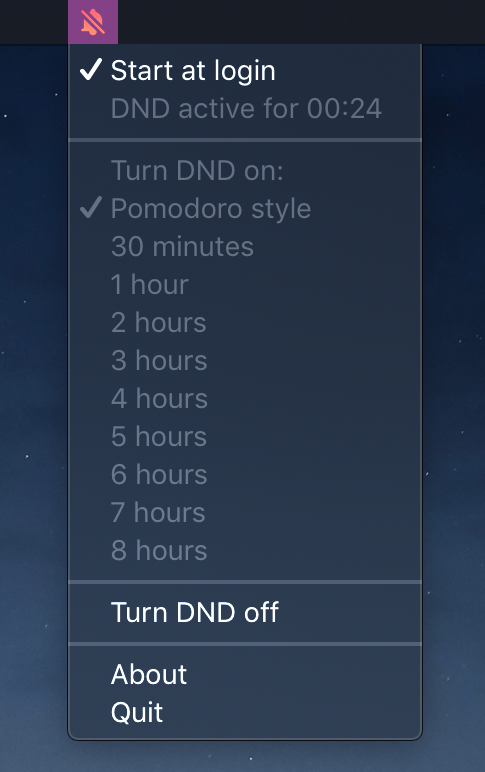 Start at login
DND active for 00:24
Turn DND on:
Pomodoro style
30 minutes
1 hour
2 hours
3 hours
4 hours
5 hours
6 hours
7 hours
8 hours
Turn DND off
About
Quit